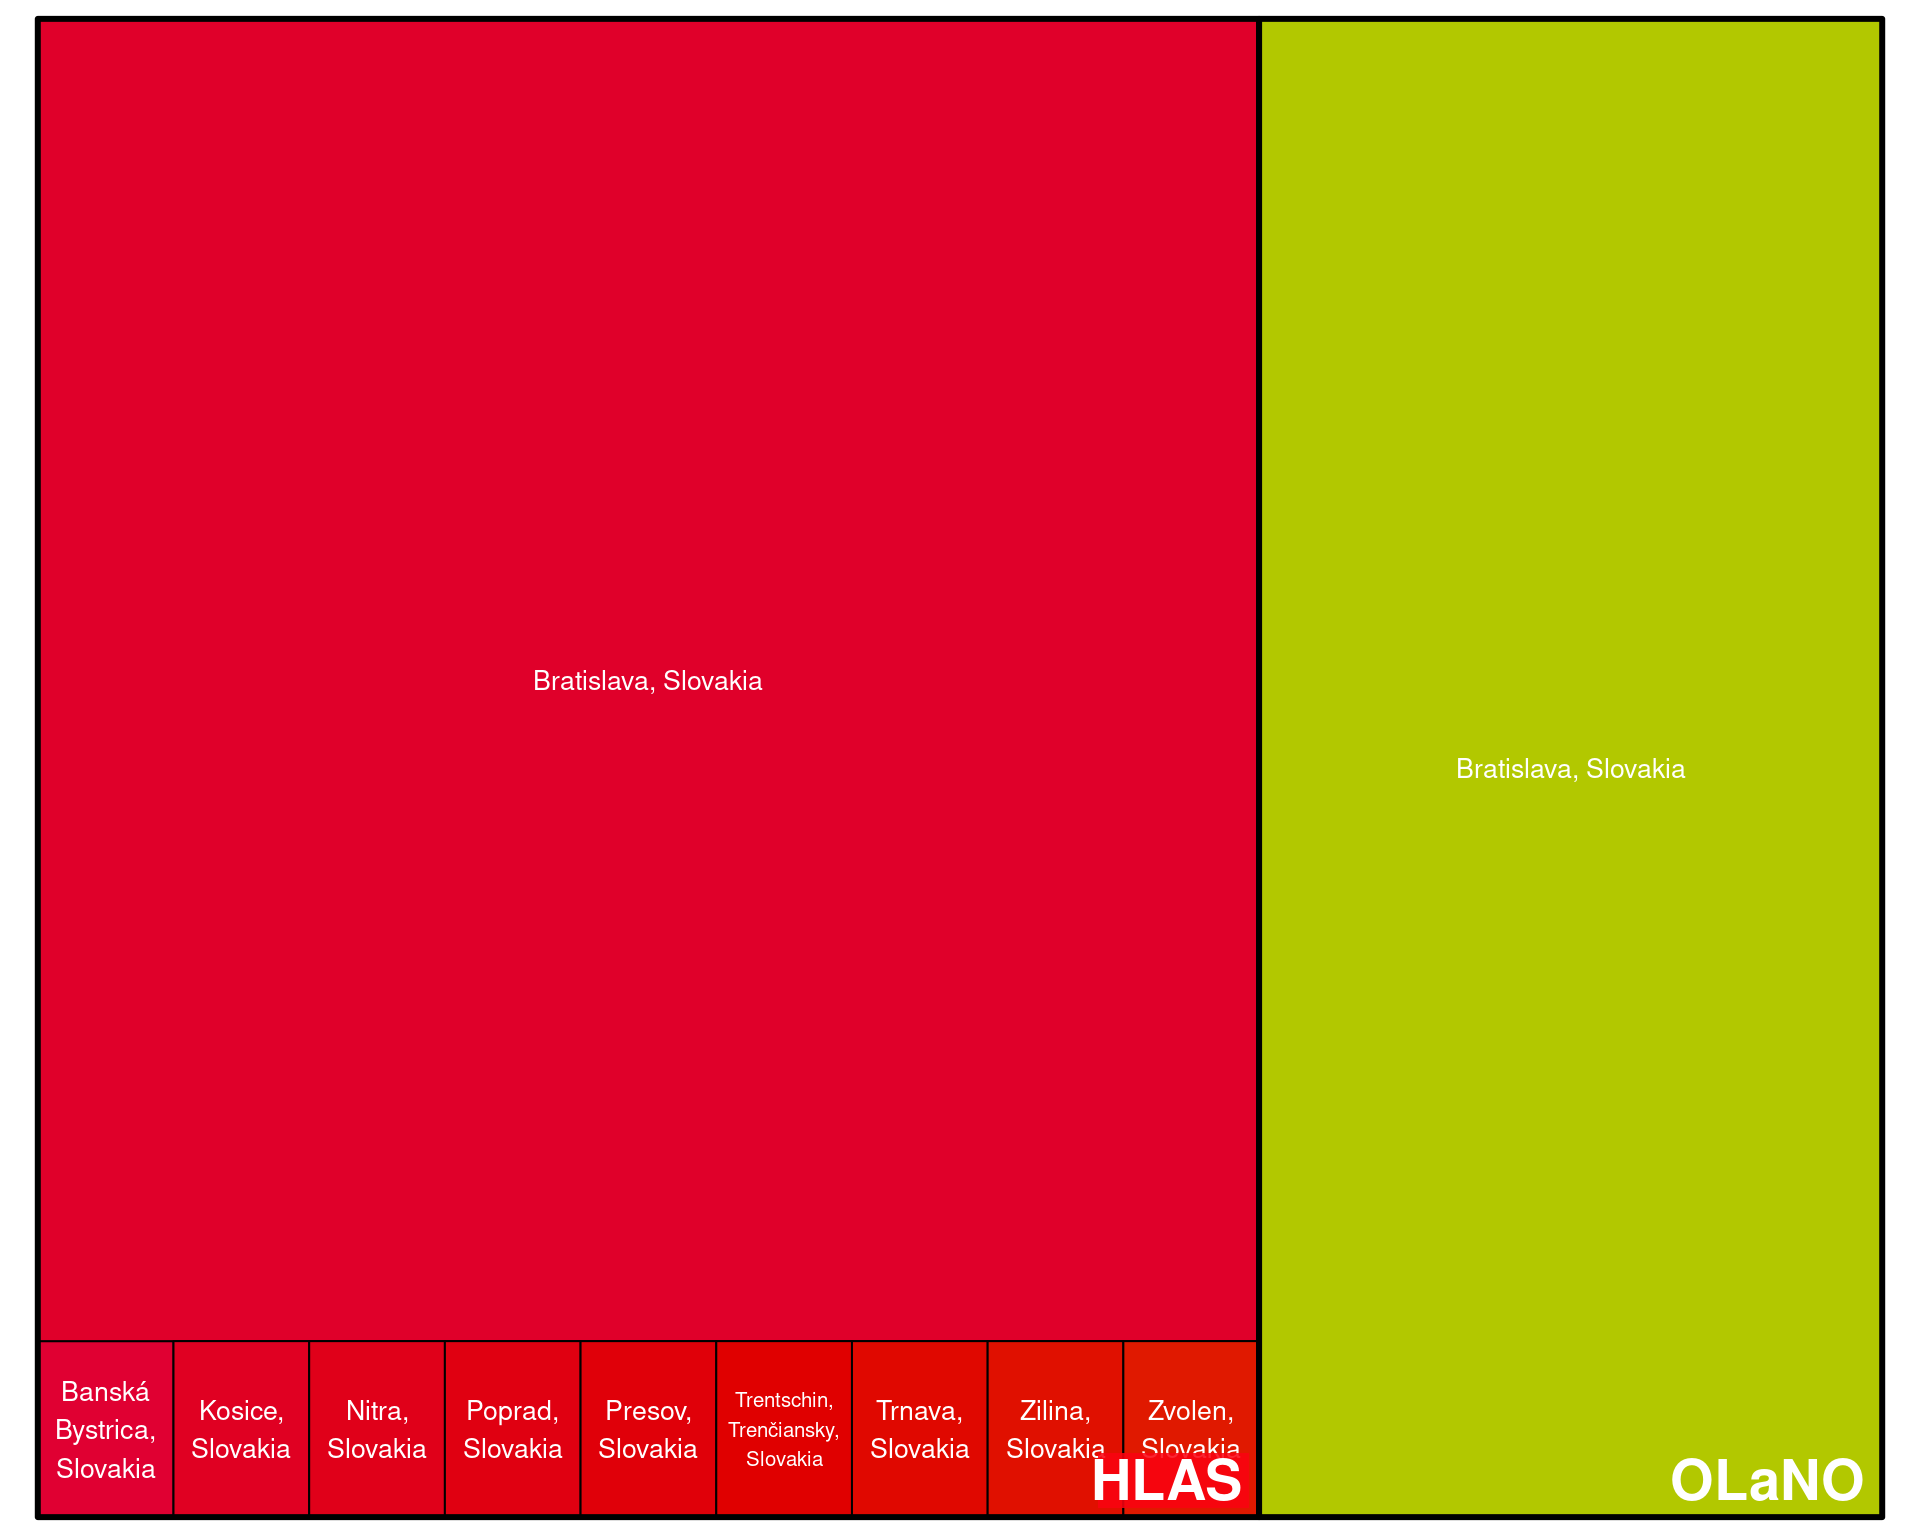 Bratislava, Slovakia
Bratislava, Slovakia
Banská
Bystrica,
Slovakia
Kosice,
Slovakia
Nitra,
Slovakia
Poprad,
Slovakia
Presov,
Slovakia
Trentschin,
Trenčiansky,
Slovakia
Trnava,
Slovakia
Zilina,
Slovakia
Zvolen,
Slovakia
HLAS
OLaNO